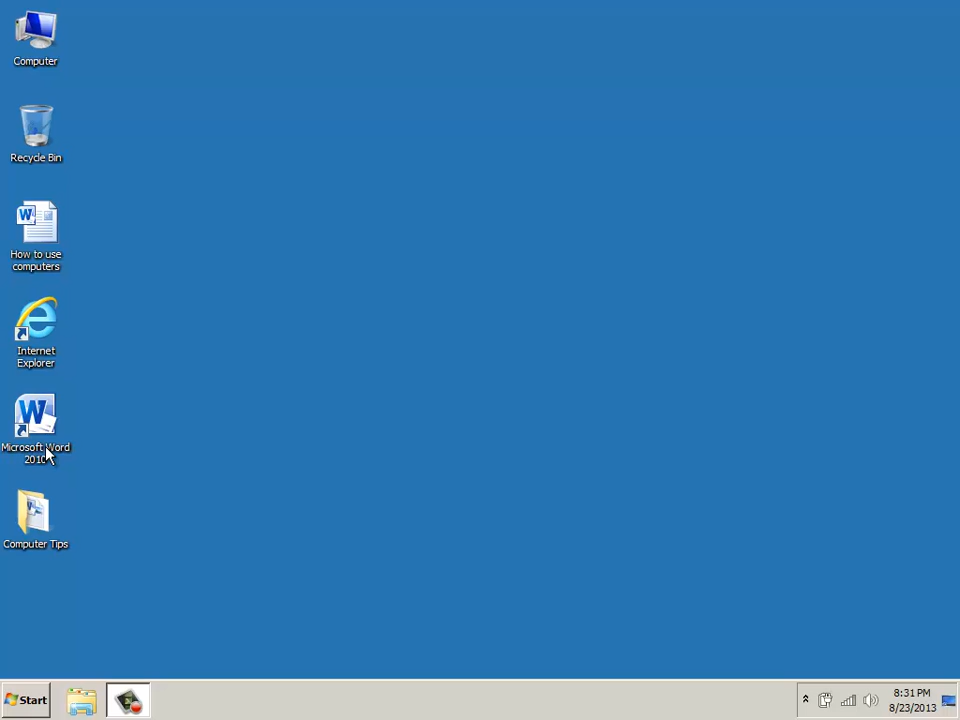 Computer
Recycle Bin
W
How to use
computers
Internet
Explorer
W
Microsoft Word
2010
Computer Tips
Start
8:31 PM
8/23/2013